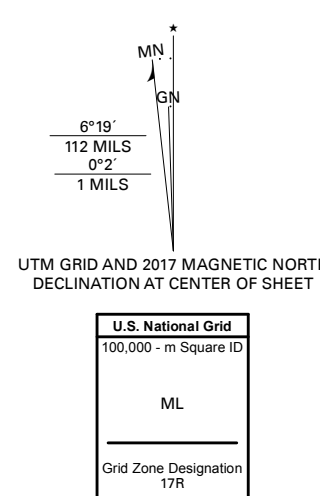 ★
MN
GN
6°19´
112 MILS
0°2´
1 MILS
UTM GRID AND 2017 MAGNETIC NORT
DECLINATION AT CENTER OF SHEET
U.S. National Grid
100,000 - m Square ID
ML
Grid Zone Designation
17R